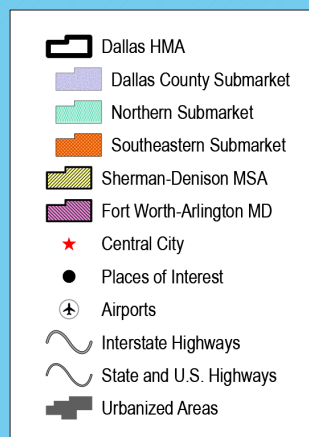 Dallas HMA
Dallas County Submarket
Northern Submarket
Southeastern Submarket
Sherman-Denison MSA
Fort Worth-Arlington MD
Central City
Places of Interest
Airports
Interstate Highways
State and U.S. Highways
Urbanized Areas